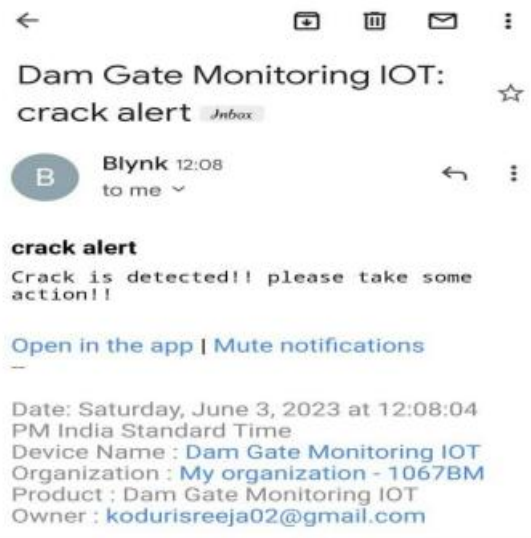 Dam Gate Monitoring IOT:
crack alert Inbox
B
Blynk 12:08
to me
crack alert
Crack is detected!! please take some
action!!
Open in the app | Mute notifications
--
Date: Saturday, June 3, 2023 at 12:08:04
PM India Standard Time
Device Name : Dam Gate Monitoring IOT
Organization : My organization - 1067BM
Product : Dam Gate Monitoring IOT
Owner : kodurisreeja02@gmail.com